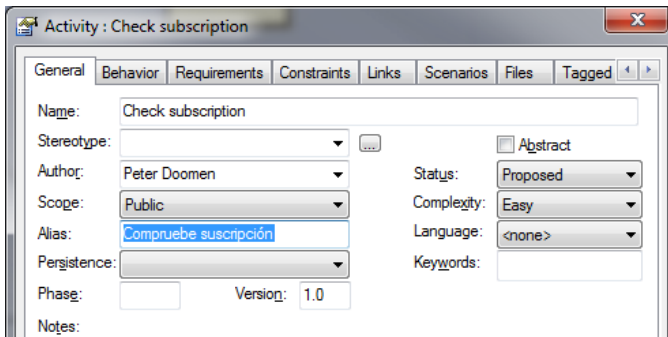 Activity : Check subscription
General Behavior Requirements Constraints Links Scenarios Files Tagged
Name: Check subscription
Stereotype: ... Abstract
Author: Peter Doomen Status: Proposed
Scope: Public Complexity: Easy
Alias: Compruebe suscripción Language: <none>
Persistence: Keywords:
Phase: Version: 1.0
Notes: